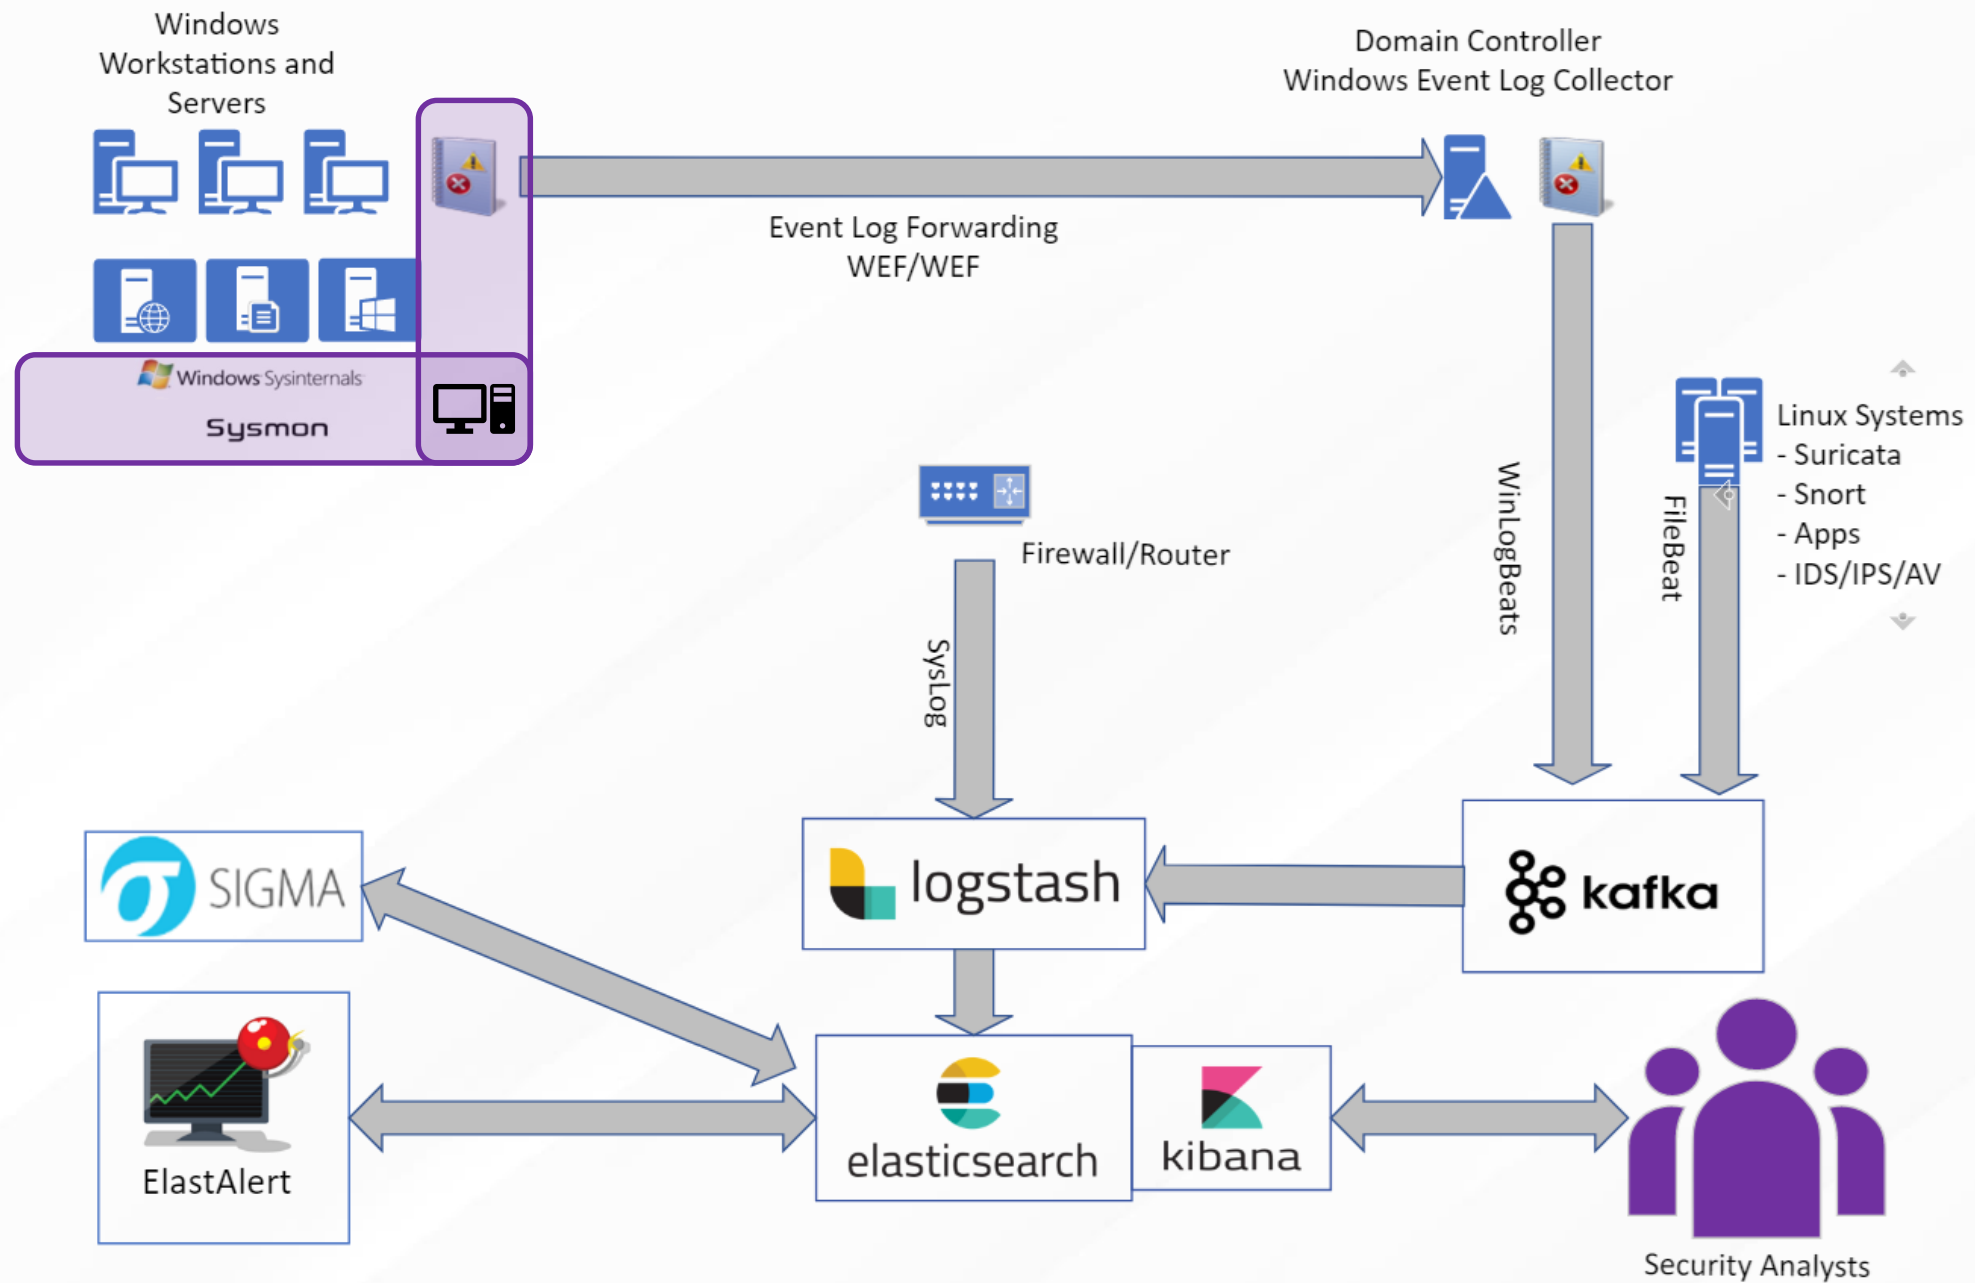 Windows
Workstations and
Servers
Domain Controller
Windows Event Log Collector
Event Log Forwarding
WEF/WEF
Windows Sysinternals
Sysmon
Linux Systems
- Suricata
- Snort
- Apps
- IDS/IPS/AV
WinLogBeats
FileBeat
Firewall/Router
SysLog
SIGMA
logstash
kafka
ElastAlert
elasticsearch
kibana
Security Analysts